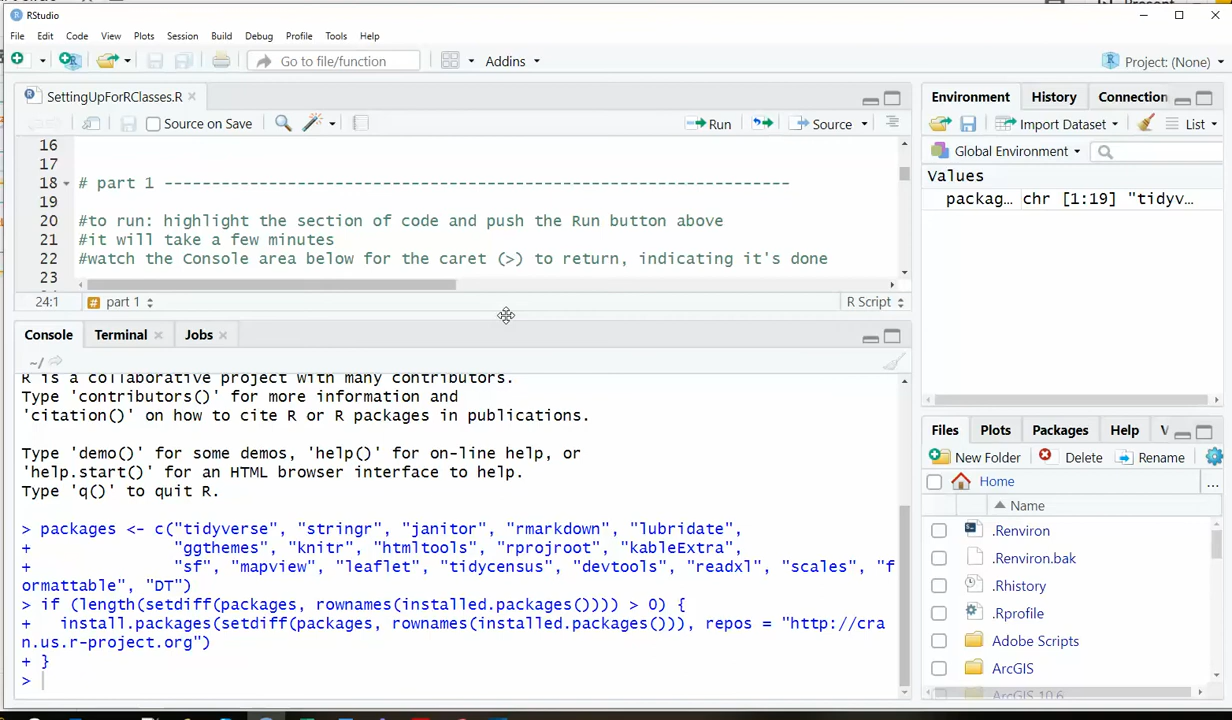 RStudio
File Edit Code View Plots Session Build Debug Profile Tools Help
Go to file/function Addins Project: (None)
SettingUpForRClasses.R
Source on Save Run Source
16
17
18 # part 1 ------------------------------------------------------------------
19
20 #to run: highlight the section of code and push the Run button above
21 #it will take a few minutes
22 #watch the Console area below for the caret (>) to return, indicating it's done
23
24:1 part 1 R Script
Console Terminal Jobs
~/
R is a collaborative project with many contributors.
Type 'contributors()' for more information and
'citation()' on how to cite R or R packages in publications.
Type 'demo()' for some demos, 'help()' for on-line help, or
'help.start()' for an HTML browser interface to help.
Type 'q()' to quit R.
> packages <- c("tidyverse", "stringr", "janitor", "rmarkdown", "lubridate",
+ "ggthemes", "knitr", "htmltools", "rprojroot", "kableExtra",
+ "sf", "mapview", "leaflet", "tidycensus", "devtools", "readxl", "scales", "f
ormattable", "DT")
> if (length(setdiff(packages, rownames(installed.packages()))) > 0) {
+ install.packages(setdiff(packages, rownames(installed.packages())), repos = "http://cra
n.us.r-project.org")
+ }
>
Environment History Connection
Import Dataset List
Global Environment
Values
packag… chr [1:19] "tidyv…
Files Plots Packages Help V
New Folder Delete Rename
Home ...
Name
.Renviron
.Renviron.bak
.Rhistory
.Rprofile
Adobe Scripts
ArcGIS
ArcGIS 10.6